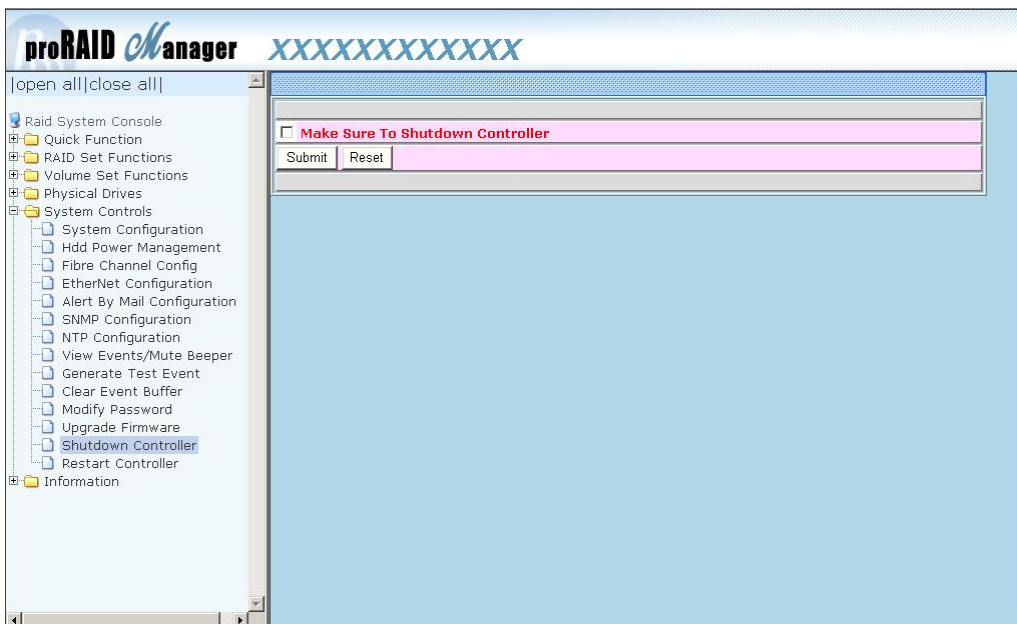 proRAID Manager
XXXXXXXXXXXX
|open all|close all|
Raid System Console
Quick Function
RAID Set Functions
Volume Set Functions
Physical Drives
System Controls
System Configuration
Hdd Power Management
Fibre Channel Config
EtherNet Configuration
Alert By Mail Configuration
SNMP Configuration
NTP Configuration
View Events/Mute Beeper
Generate Test Event
Clear Event Buffer
Modify Password
Upgrade Firmware
Shutdown Controller
Restart Controller
Information
Make Sure To Shutdown Controller
Submit Reset